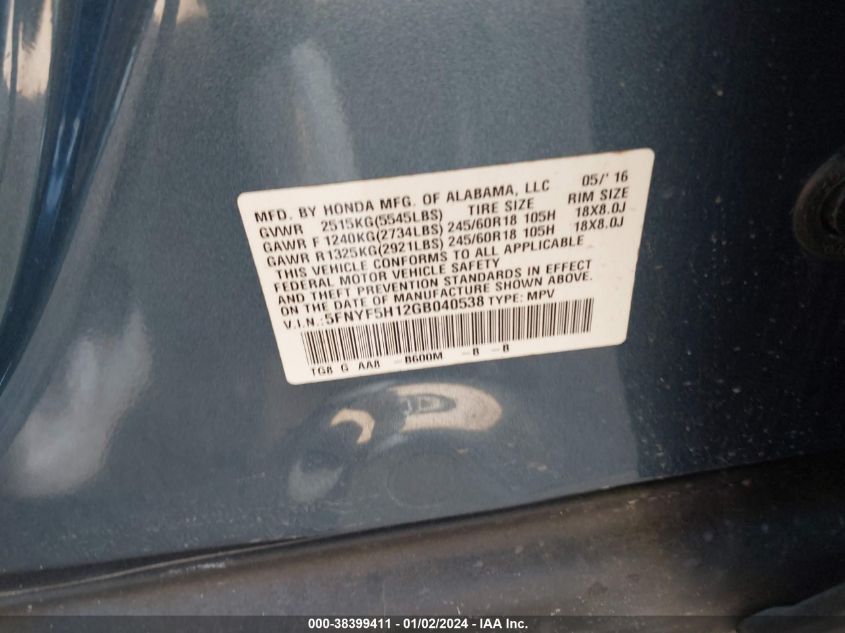 MFD. BY HONDA MFG. OF ALABAMA, LLC 05/' 16
GVWR 2515KG(5545LBS) TIRE SIZE RIM SIZE
GAWR F 1240KG(2734LBS) 245/60R18 105H 18X8.0J
GAWR R1325KG(2921LBS) 245/60R18 105H 18X8.0J
THIS VEHICLE CONFORMS TO ALL APPLICABLE
FEDERAL MOTOR VEHICLE SAFETY
AND THEFT PREVENTION STANDARDS IN EFFECT
ON THE DATE OF MANUFACTURE SHOWN ABOVE.
V.I.N.:5FNYF5H12GB040538 TYPE: MPV
TG8 G AA8 -B600M -8 -B
000-38399411 - 01/02/2024 - IAA Inc.